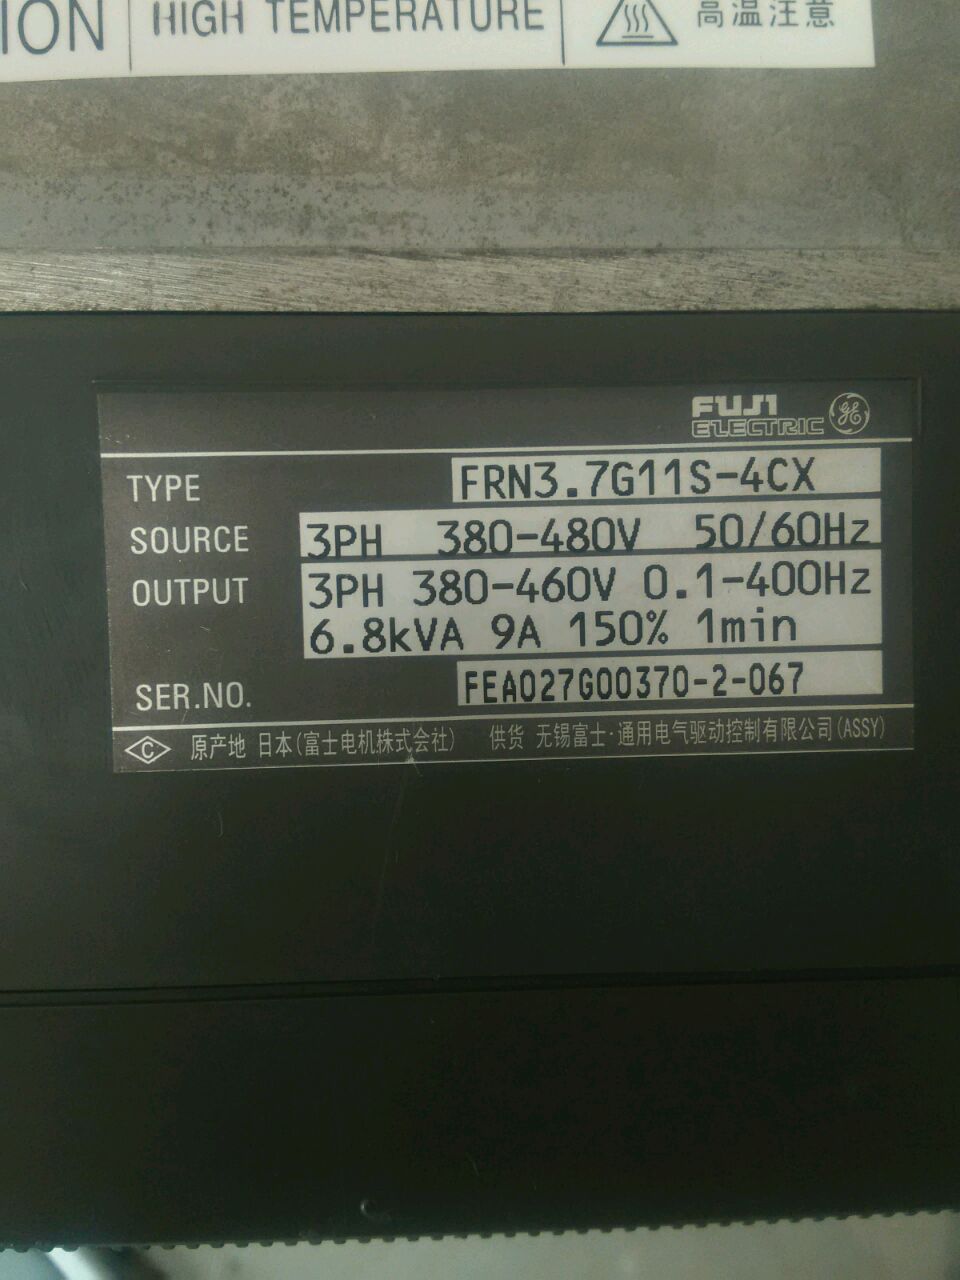 ION HIGH TEMPERATURE 高温注意
FUJI
ELECTRIC GE
TYPE FRN3.7G11S-4CX
SOURCE 3PH 380-480V 50/60Hz
OUTPUT 3PH 380-460V 0.1-400Hz
6.8kVA 9A 150% 1min
SER.NO. FEA027G00370-2-067
C 原产地 日本(富士电机株式会社) 供货 无锡富士·通用电气驱动控制有限公司(ASSY)